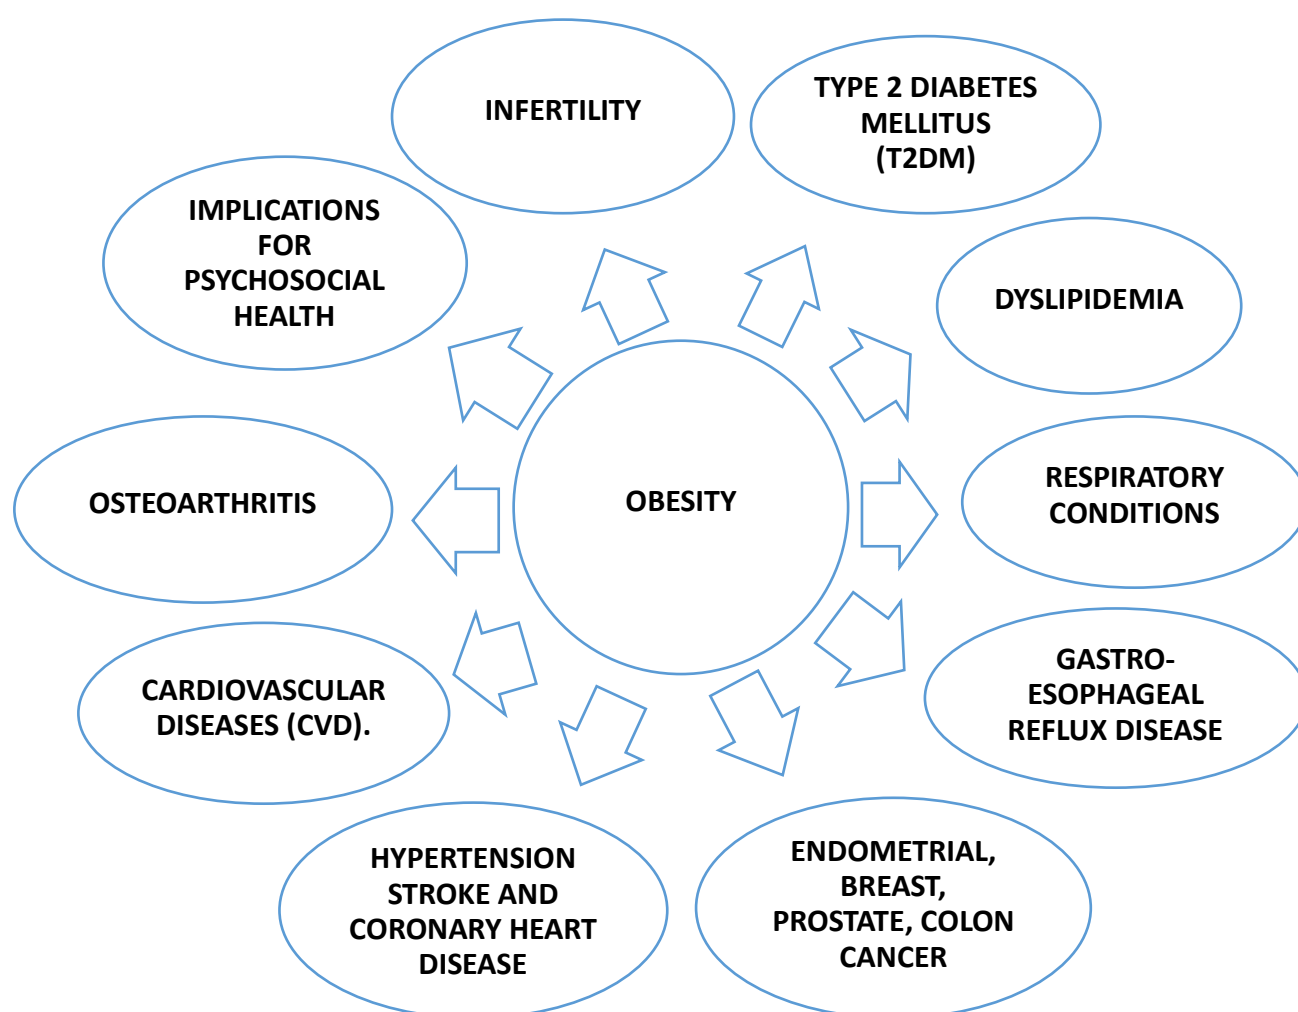 INFERTILITY
TYPE 2 DIABETES
MELLITUS
(T2DM)
IMPLICATIONS
FOR
PSYCHOSOCIAL
HEALTH
DYSLIPIDEMIA
OSTEOARTHRITIS
OBESITY
RESPIRATORY
CONDITIONS
CARDIOVASCULAR
DISEASES (CVD).
GASTRO-
ESOPHAGEAL
REFLUX DISEASE
HYPERTENSION
STROKE AND
CORONARY HEART
DISEASE
ENDOMETRIAL,
BREAST,
PROSTATE, COLON
CANCER